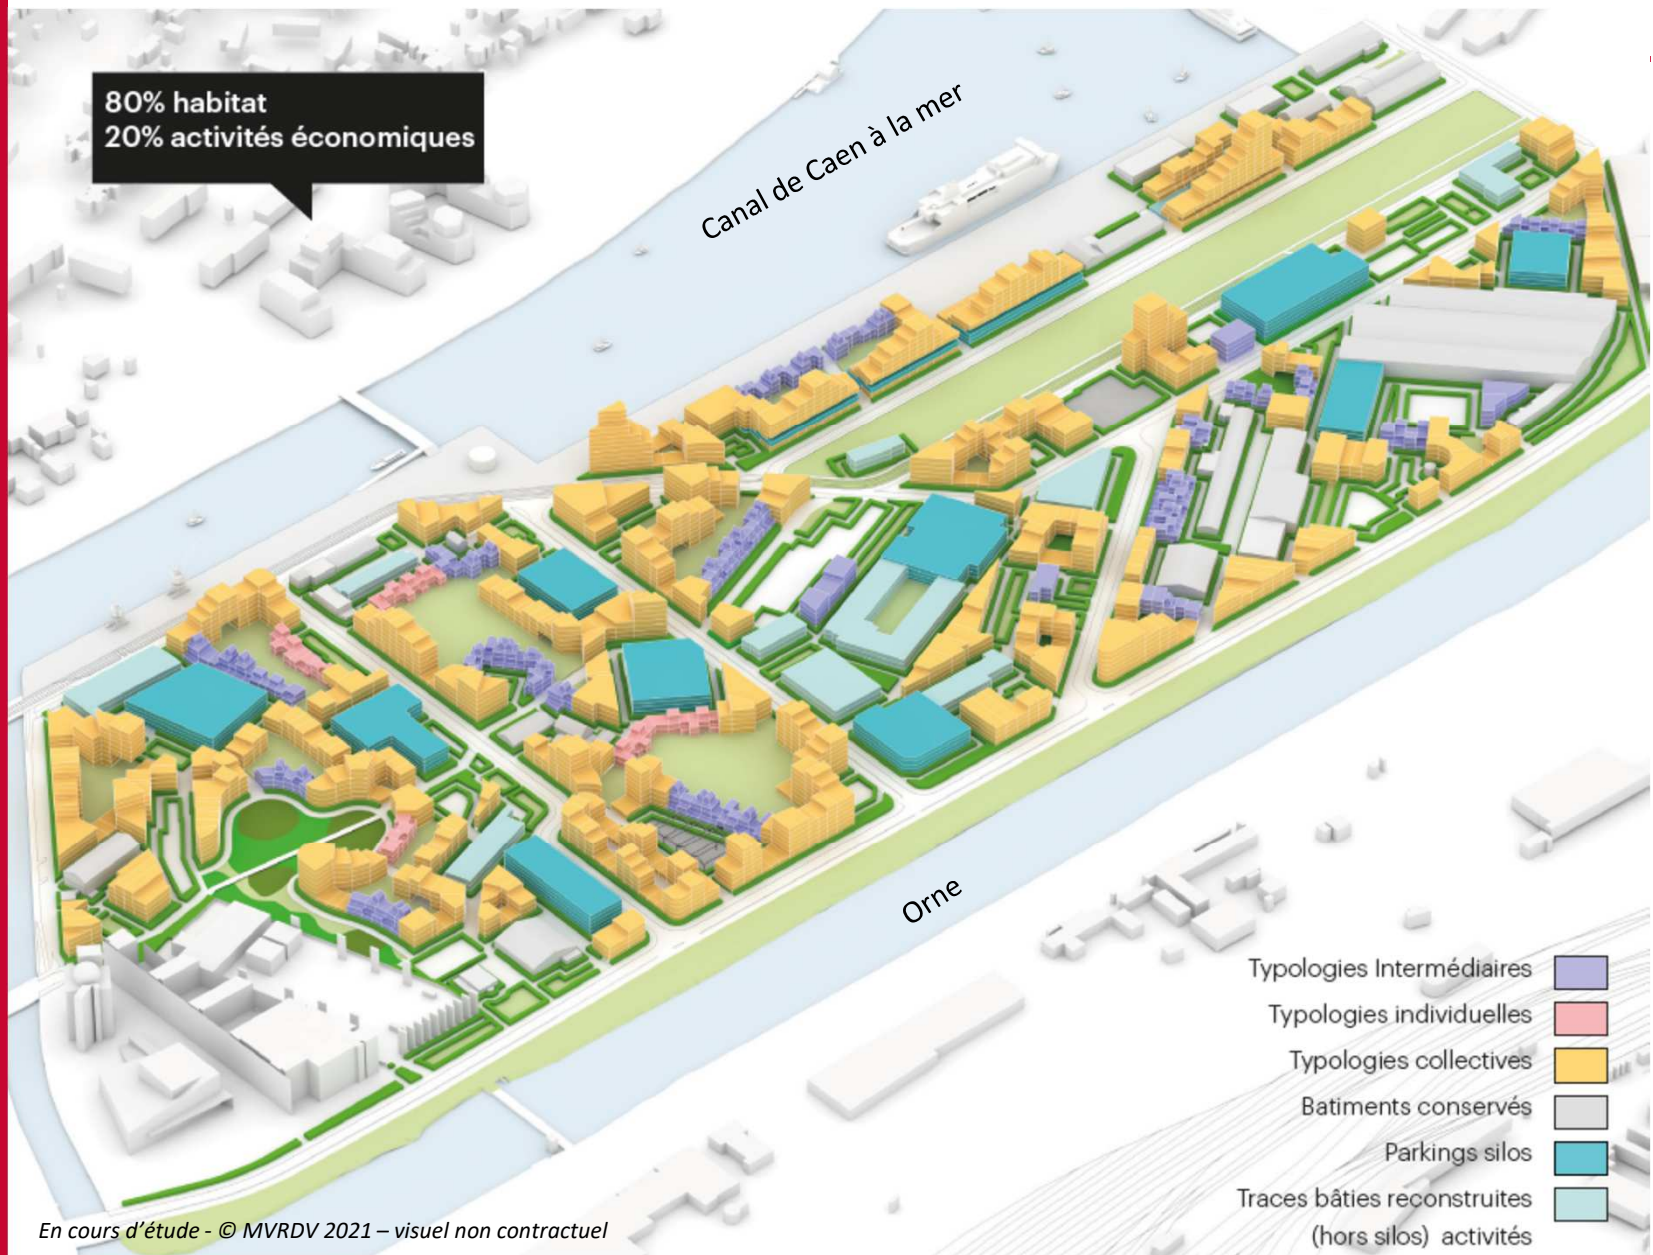 80% habitat
20% activités économiques
Canal de Caen à la mer
Orne
Typologies Intermédiaires
Typologies individuelles
Typologies collectives
Batiments conservés
Parkings silos
Traces bâties reconstruites
(hors silos) activités
En cours d'étude - © MVRDV 2021 – visuel non contractuel